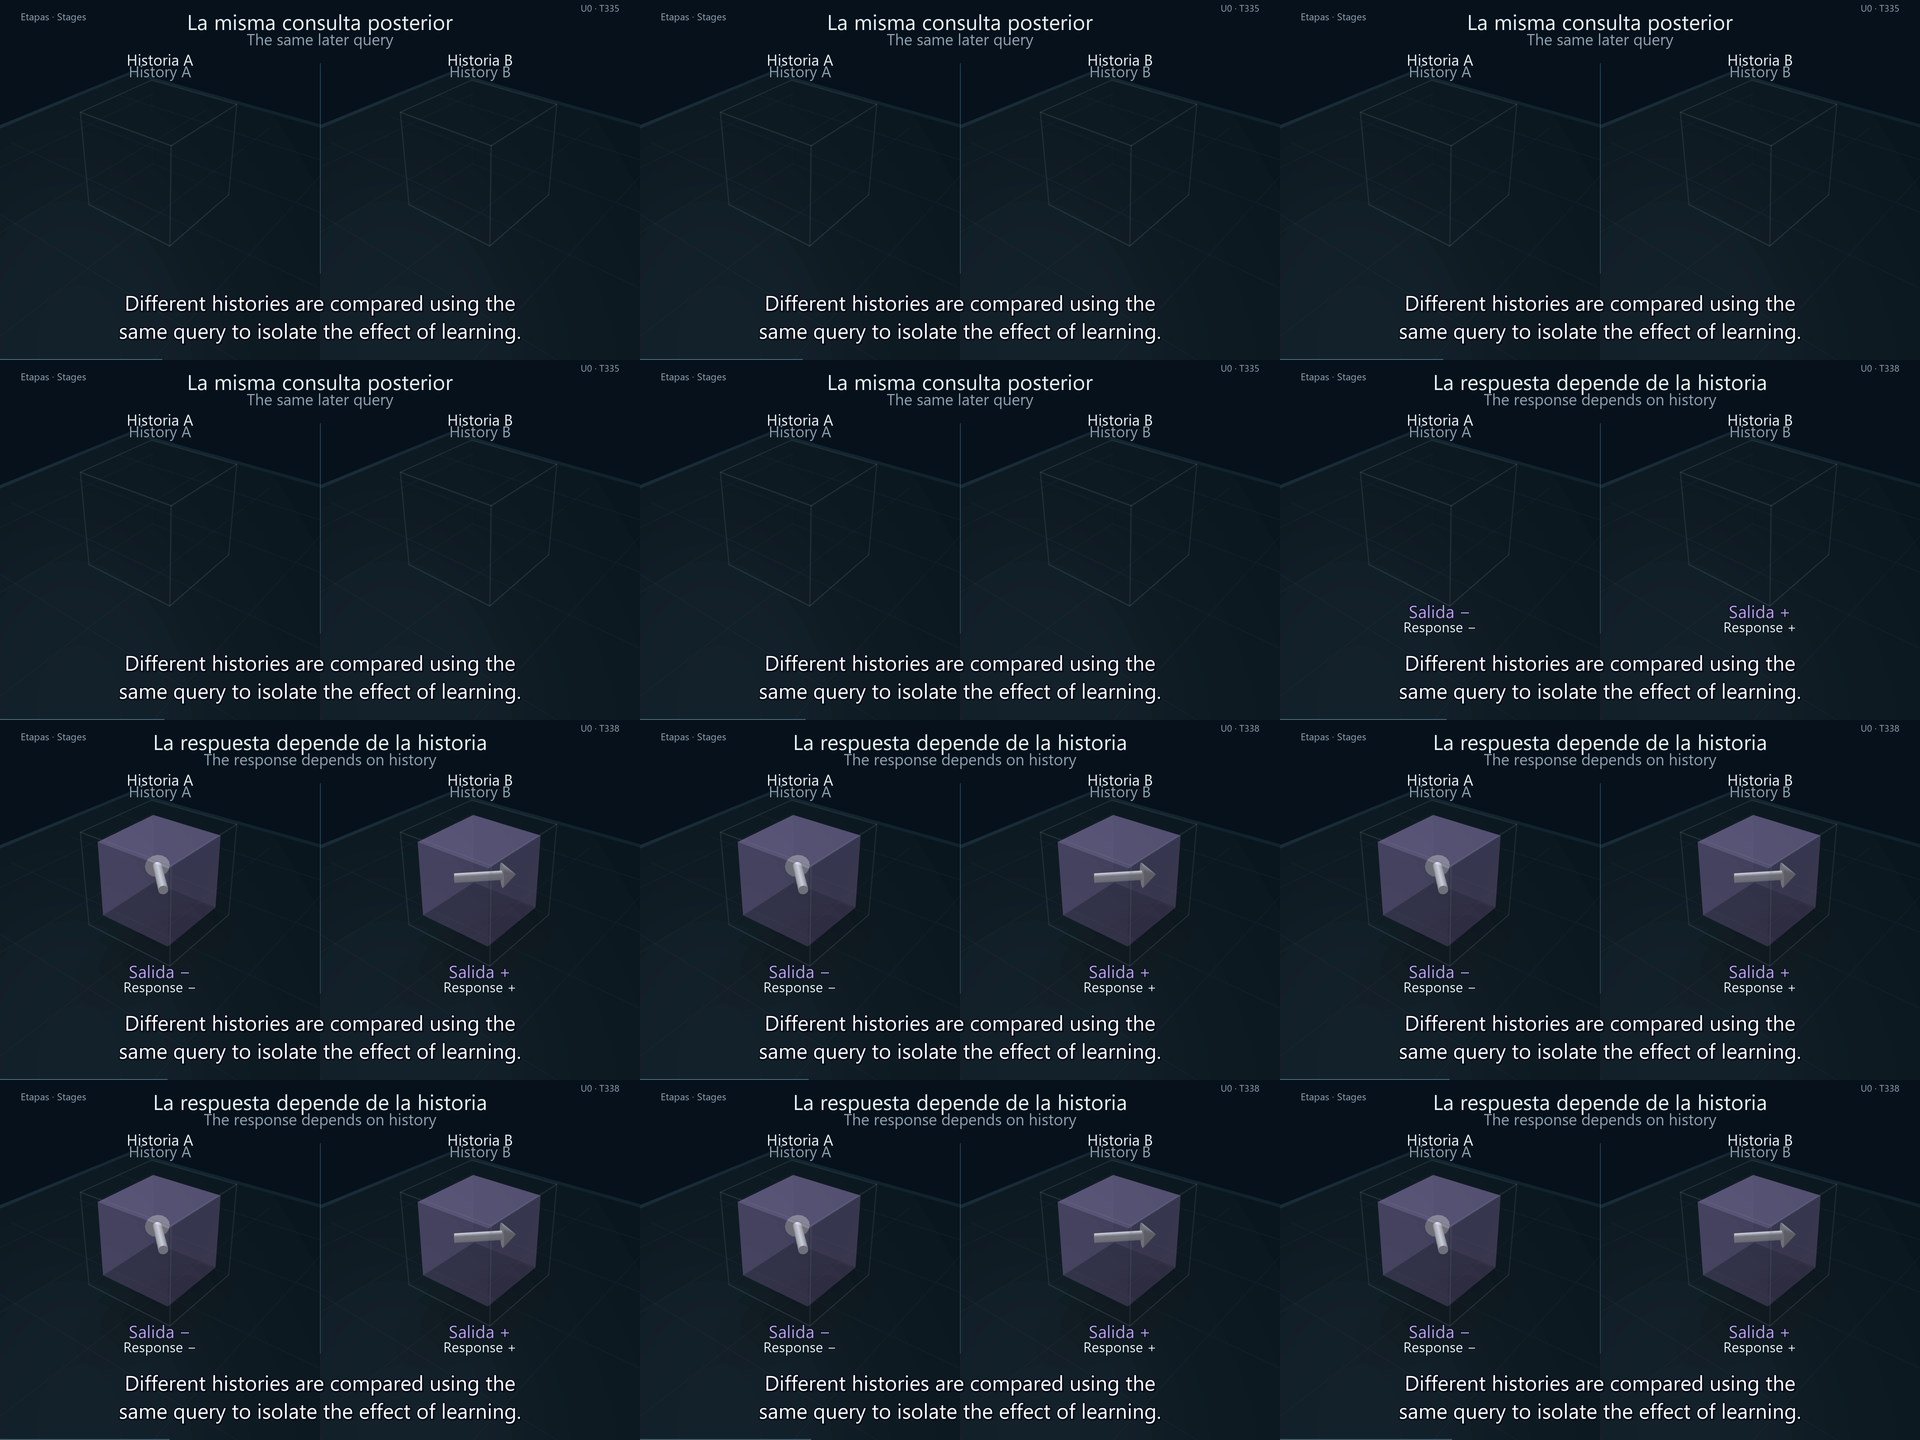 Etapas · Stages
U0 · T335
La misma consulta posterior
The same later query
Historia A
History A
Historia B
History B
Different histories are compared using the
same query to isolate the effect of learning.
Etapas · Stages
U0 · T335
La misma consulta posterior
The same later query
Historia A
History A
Historia B
History B
Different histories are compared using the
same query to isolate the effect of learning.
Etapas · Stages
U0 · T335
La misma consulta posterior
The same later query
Historia A
History A
Historia B
History B
Different histories are compared using the
same query to isolate the effect of learning.
Etapas · Stages
U0 · T335
La misma consulta posterior
The same later query
Historia A
History A
Historia B
History B
Different histories are compared using the
same query to isolate the effect of learning.
Etapas · Stages
U0 · T335
La misma consulta posterior
The same later query
Historia A
History A
Historia B
History B
Different histories are compared using the
same query to isolate the effect of learning.
Etapas · Stages
U0 · T338
La respuesta depende de la historia
The response depends on history
Historia A
History A
Historia B
History B
Salida −
Response −
Salida +
Response +
Different histories are compared using the
same query to isolate the effect of learning.
Etapas · Stages
U0 · T338
La respuesta depende de la historia
The response depends on history
Historia A
History A
Historia B
History B
Salida −
Response −
Salida +
Response +
Different histories are compared using the
same query to isolate the effect of learning.
Etapas · Stages
U0 · T338
La respuesta depende de la historia
The response depends on history
Historia A
History A
Historia B
History B
Salida −
Response −
Salida +
Response +
Different histories are compared using the
same query to isolate the effect of learning.
Etapas · Stages
U0 · T338
La respuesta depende de la historia
The response depends on history
Historia A
History A
Historia B
History B
Salida −
Response −
Salida +
Response +
Different histories are compared using the
same query to isolate the effect of learning.
Etapas · Stages
U0 · T338
La respuesta depende de la historia
The response depends on history
Historia A
History A
Historia B
History B
Salida −
Response −
Salida +
Response +
Different histories are compared using the
same query to isolate the effect of learning.
Etapas · Stages
U0 · T338
La respuesta depende de la historia
The response depends on history
Historia A
History A
Historia B
History B
Salida −
Response −
Salida +
Response +
Different histories are compared using the
same query to isolate the effect of learning.
Etapas · Stages
U0 · T338
La respuesta depende de la historia
The response depends on history
Historia A
History A
Historia B
History B
Salida −
Response −
Salida +
Response +
Different histories are compared using the
same query to isolate the effect of learning.